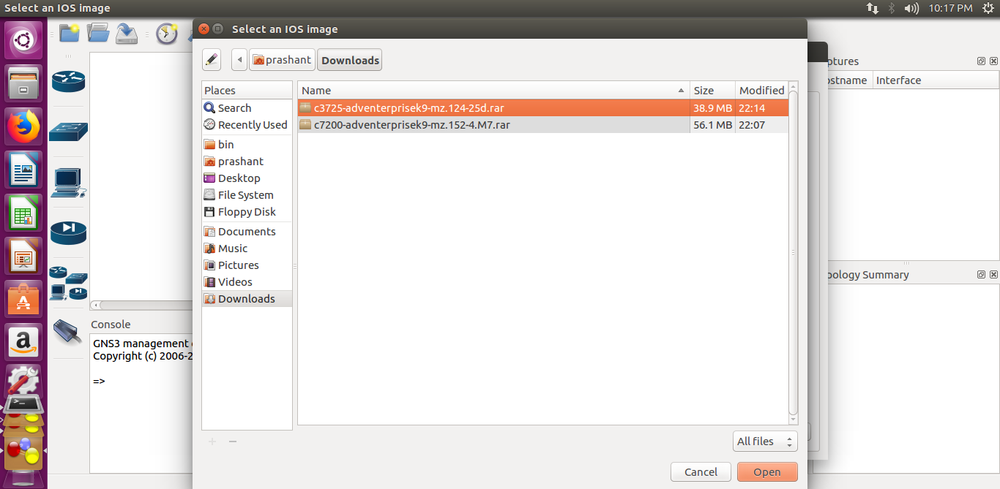 Select an IOS image
10:17 PM
Select an IOS image
prashant
Downloads
Places
Search
Recently Used
bin
prashant
Desktop
File System
Floppy Disk
Documents
Music
Pictures
Videos
Downloads
Name Size Modified
c3725-adventerprisek9-mz.124-25d.rar 38.9 MB 22:14
c7200-adventerprisek9-mz.152-4.M7.rar 56.1 MB 22:07
All files
Cancel Open
ptures
ostname Interface
pology Summary
Console
GNS3 management
Copyright (c) 2006-2
=>